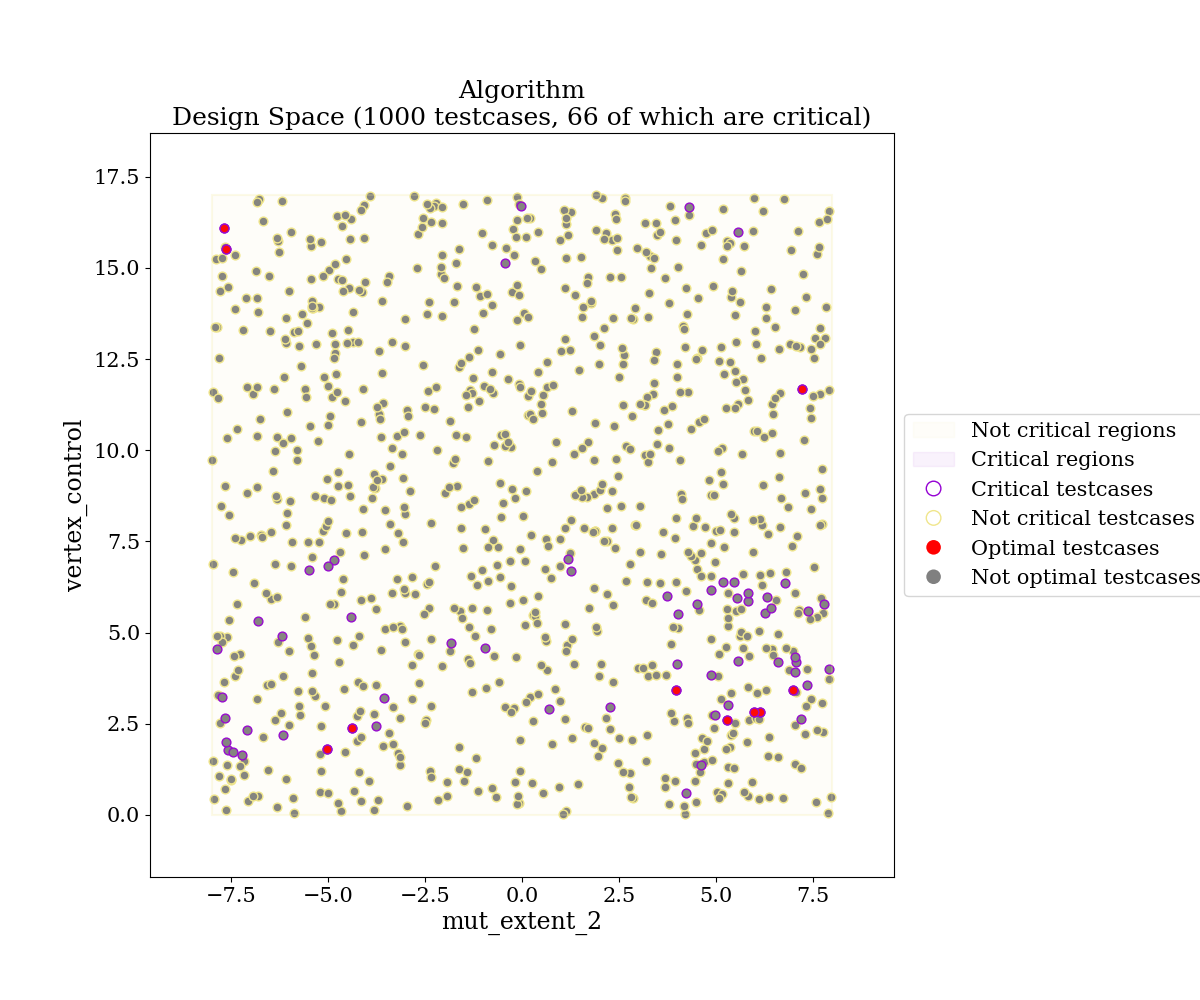 Algorithm
Design Space (1000 testcases, 66 of which are critical)
17.5
15.0
12.5
10.0
7.5
5.0
2.5
0.0
vertex_control
−7.5
−5.0
−2.5
0.0
2.5
5.0
7.5
mut_extent_2
Not critical regions
Critical regions
Critical testcases
Not critical testcases
Optimal testcases
Not optimal testcases